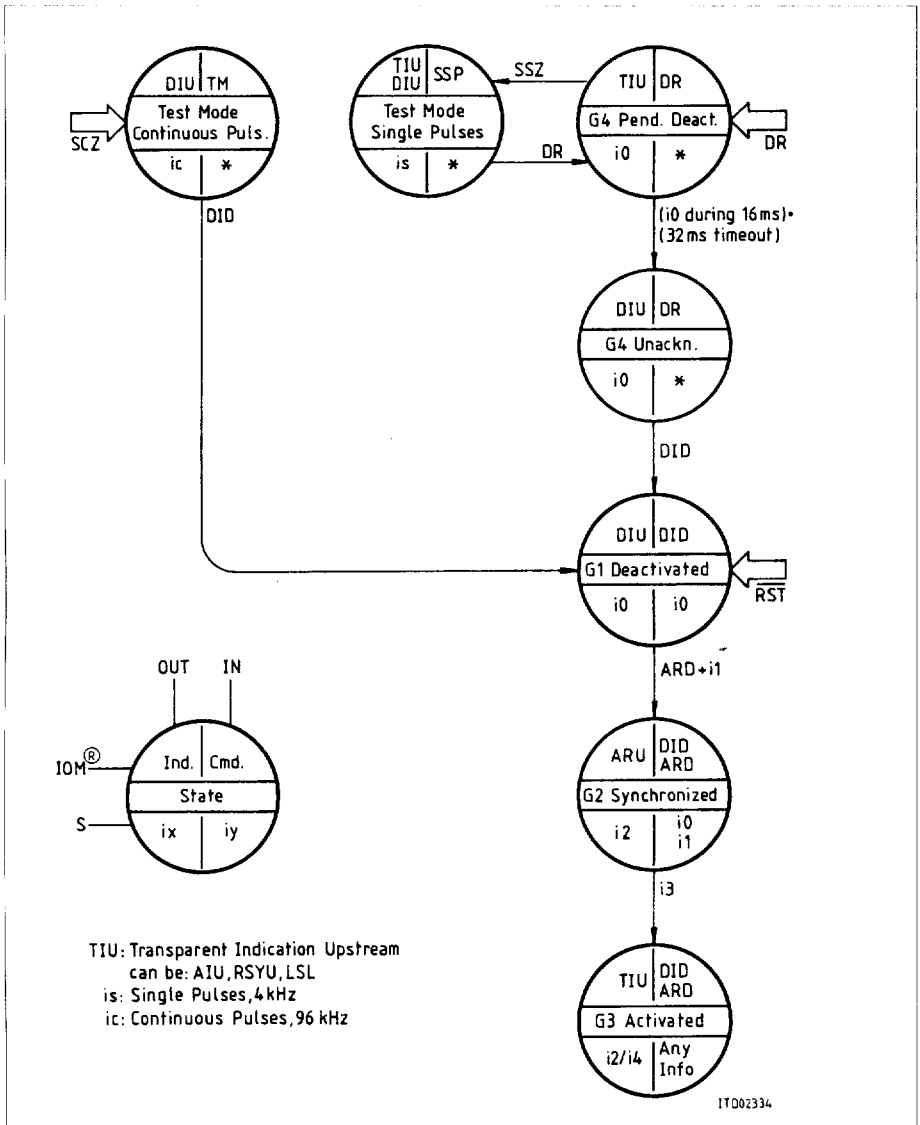 DIU TM
Test Mode
Continuous Puls.
ic *
SCZ
DID
TIU
DIU SSP
Test Mode
Single Pulses
is *
SSZ
DR
TIU DR
G4 Pend. Deact.
i0 *
DR
(i0 during 16ms)•
(32ms timeout)
DIU DR
G4 Unackn.
i0 *
DID
DIU DID
G1 Deactivated
i0 i0
RST
ARD+i1
ARU DID
ARD
G2 Synchronized
i2 i0
i1
i3
TIU DID
ARD
G3 Activated
i2/i4 Any
Info
OUT IN
IOM®
Ind. Cmd.
State
S
ix iy
TIU: Transparent Indication Upstream
can be: AIU,RSYU,LSL
is: Single Pulses,4kHz
ic: Continuous Pulses,96 kHz
ITD02334